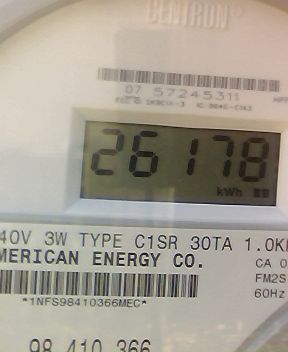 CENTRON®
07 57245311
26178
kWh
40V 3W TYPE C1SR 30TA 1.0K
MERICAN ENERGY CO.
CA 0
FM2S
60Hz
*1NFS98410366MEC*
98 410 366